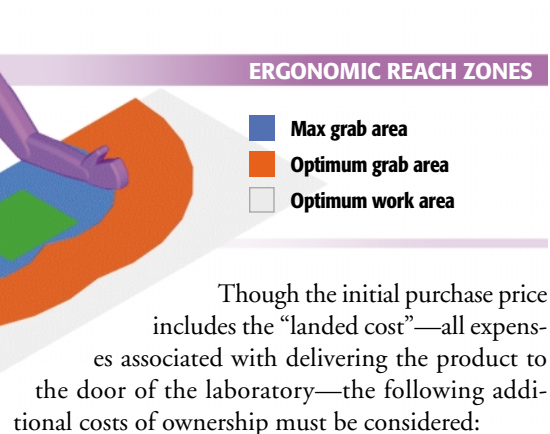 ERGONOMIC REACH ZONES
Max grab area
Optimum grab area
Optimum work area
Though the initial purchase price
includes the “landed cost”—all expens-
es associated with delivering the product to
the door of the laboratory—the following addi-
tional costs of ownership must be considered: